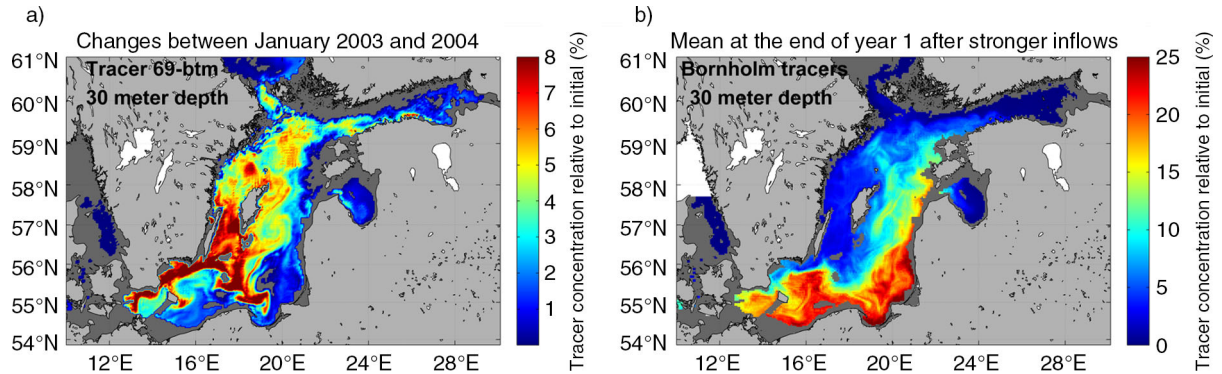 a)
Changes between January 2003 and 2004
Tracer 69-btm
30 meter depth
61°N
60°N
59°N
58°N
57°N
56°N
55°N
54°N
12°E
16°E
20°E
24°E
28°E
8
7
6
5
4
3
2
1
Tracer concentration relative to initial (%)
b)
Mean at the end of year 1 after stronger inflows
Bornholm tracers
30 meter depth
61°N
60°N
59°N
58°N
57°N
56°N
55°N
54°N
12°E
16°E
20°E
24°E
28°E
25
20
15
10
5
0
Tracer concentration relative to initial (%)